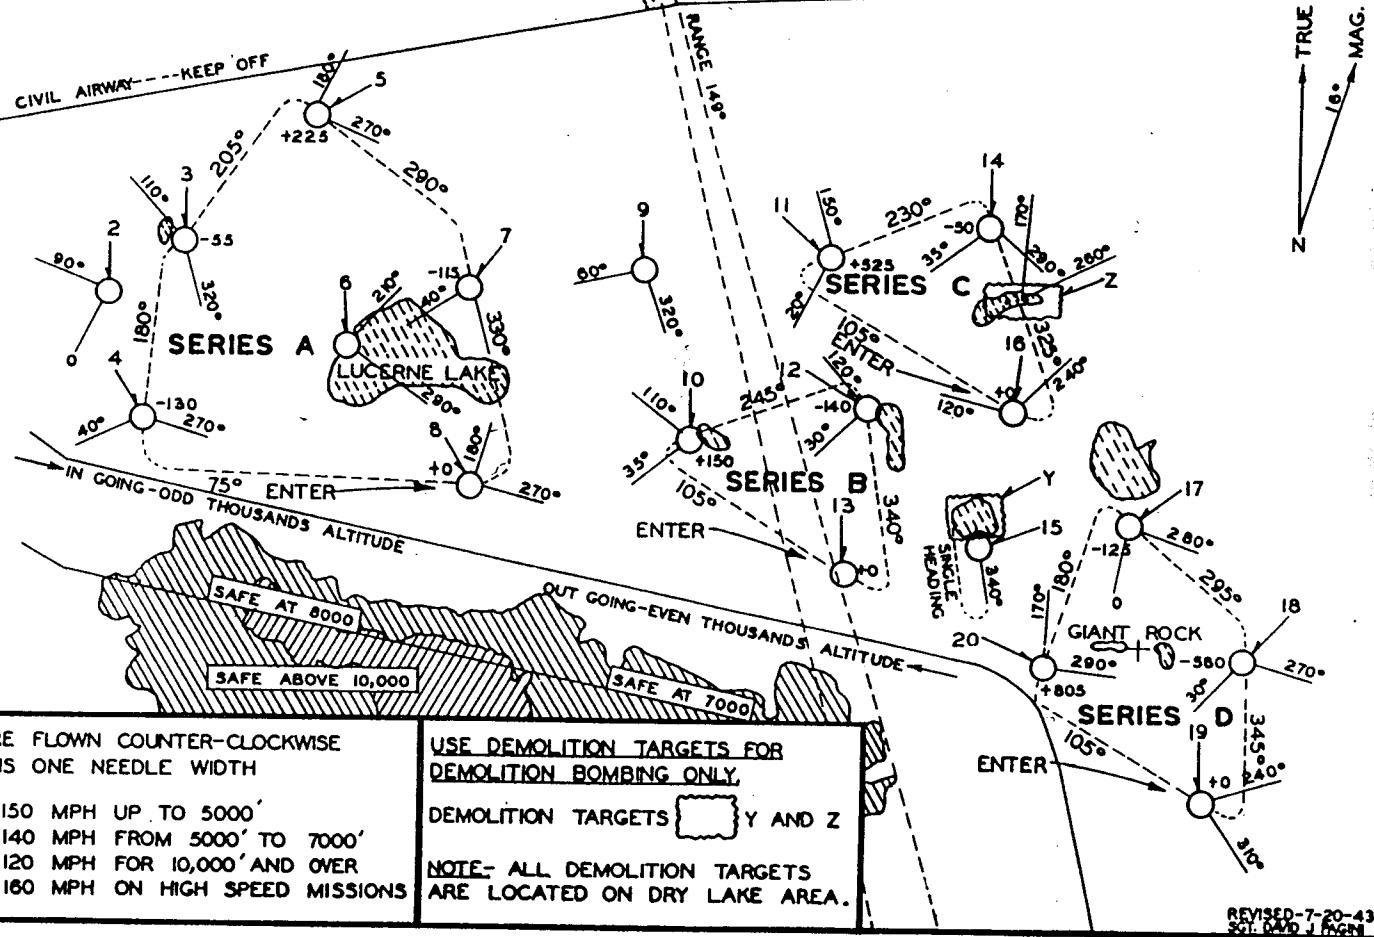 CIVIL AIRWAY----KEEP OFF
RANGE 149°
TRUE
MAG.
16°
N
180°
5
+225
270°
205°
290°
3
110°
-55
320°
2
90°
0
180°
SERIES A
4
-130
40°
270°
6
210°
LUCERNE LAKE
290°
7
-115
40°
330°
8
180°
+0
270°
75°
ENTER
9
60°
320°
10
110°
35°
+150
245°
105°
SERIES B
ENTER
12
120°
-140
30°
340°
13
+0
11
150°
+525
20°
230°
SERIES C
14
-50
170°
35°
290°
260°
Z
325°
105°
ENTER
16
+0
120°
240°
Y
15
340°
SINGLE
HEADING
17
-125
280°
0
180°
295°
GIANT ROCK
18
-560
30°
270°
20
170°
290°
+805
SERIES D
105°
345°
19
ENTER
+0
240°
310°
IN GOING-ODD THOUSANDS ALTITUDE
OUT GOING-EVEN THOUSANDS ALTITUDE
SAFE AT 8000
SAFE ABOVE 10,000
SAFE AT 7000
RE FLOWN COUNTER-CLOCKWISE
IS ONE NEEDLE WIDTH
150 MPH UP TO 5000'
140 MPH FROM 5000' TO 7000'
120 MPH FOR 10,000' AND OVER
160 MPH ON HIGH SPEED MISSIONS
USE DEMOLITION TARGETS FOR
DEMOLITION BOMBING ONLY.
DEMOLITION TARGETS Y AND Z
NOTE- ALL DEMOLITION TARGETS
ARE LOCATED ON DRY LAKE AREA.
REVISED-7-20-43
SGT. DAVID J PAGINI